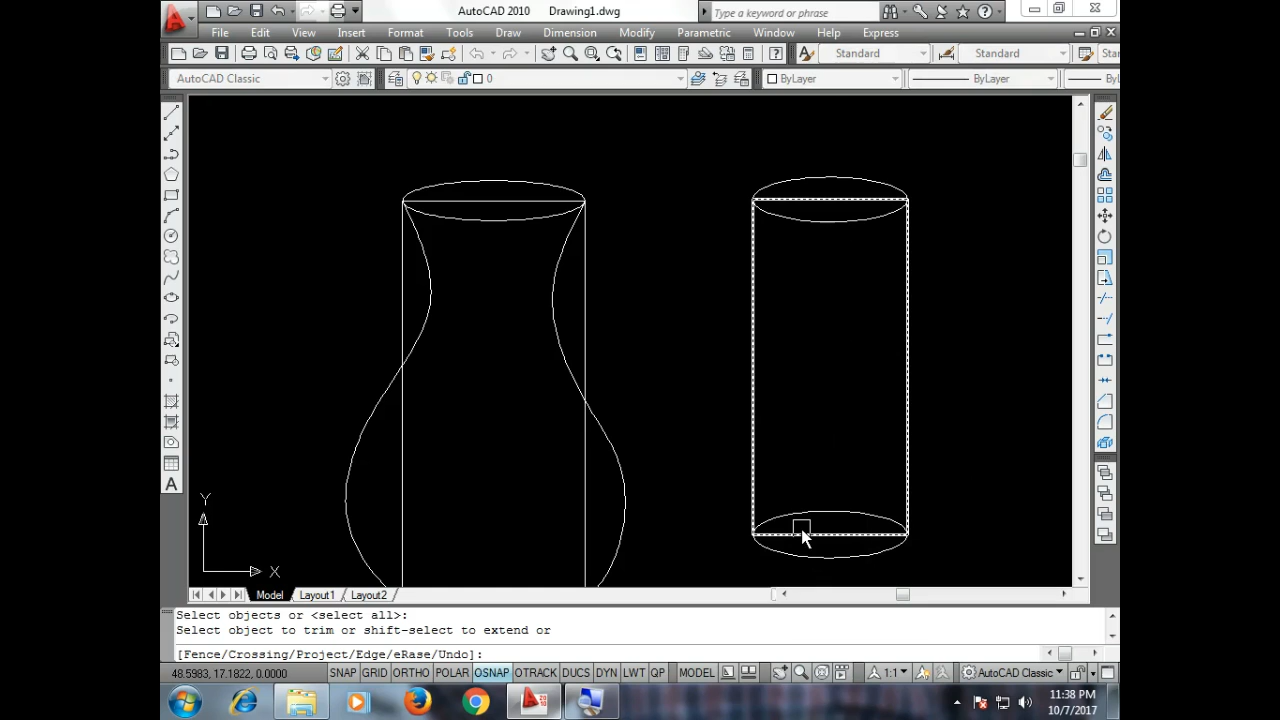 AutoCAD 2010 Drawing1.dwg Type a keyword or phrase
File Edit View Insert Format Tools Draw Dimension Modify Parametric Window Help Express
Standard Standard Star
AutoCAD Classic 0 ByLayer ByLayer By
Y
X
A
Model Layout1 Layout2
Select objects or <select all>:
Select object to trim or shift-select to extend or
[Fence/Crossing/Project/Edge/eRase/Undo]:
48.5983, 17.1822, 0.0000 SNAP GRID ORTHO POLAR OSNAP OTRACK DUCS DYN LWT QP MODEL 1:1 AutoCAD Classic
11:38 PM
10/7/2017